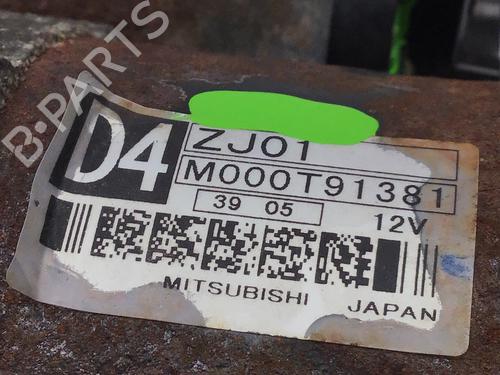 B-PARTS
D4
ZJ01
M000T91381
39 05
12V
MITSUBISHI
JAPAN